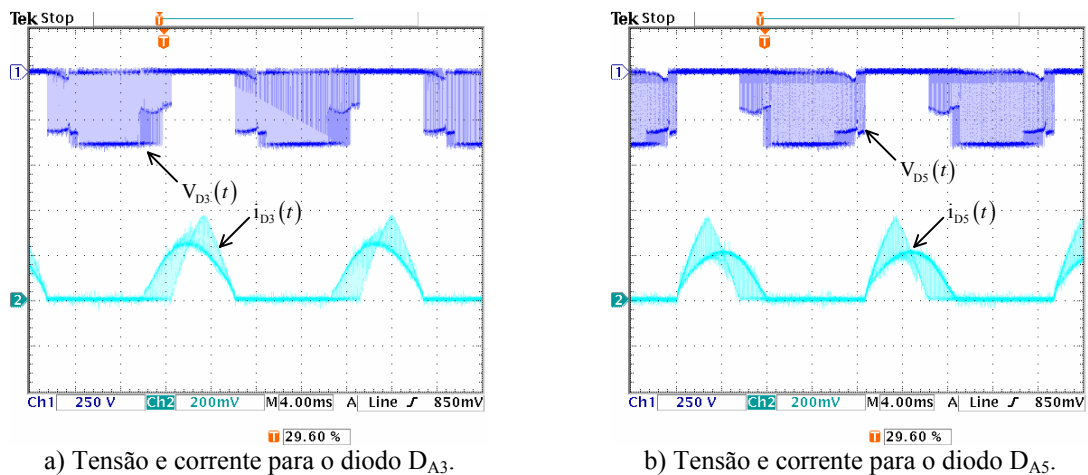 Tek Stop
T
T
1
V_D3(t)
i_D3(t)
2
Ch1 250 V Ch2 200mV M 4.00ms A Line ƒ 850mV
T 29.60 %
a) Tensão e corrente para o diodo D_A3.
Tek Stop
T
T
1
V_D5(t)
i_D5(t)
2
Ch1 250 V Ch2 200mV M 4.00ms A Line ƒ 850mV
T 29.60 %
b) Tensão e corrente para o diodo D_A5.